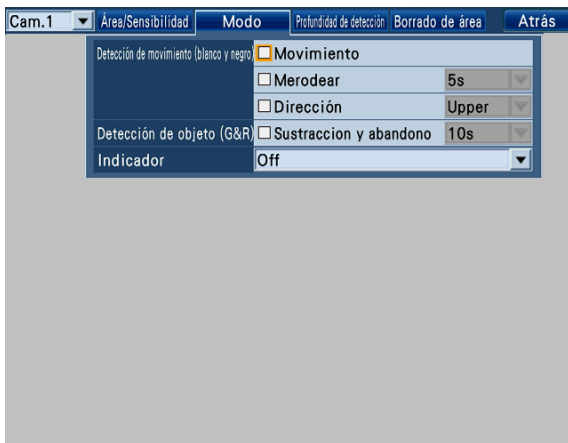 Cam.1 Área/Sensibilidad Modo Profundidad de detección Borrado de área Atrás
Detección de movimiento (blanco y negro) Movimiento
Merodear 5s
Dirección Upper
Detección de objeto (G&R) Sustraccion y abandono 10s
Indicador Off